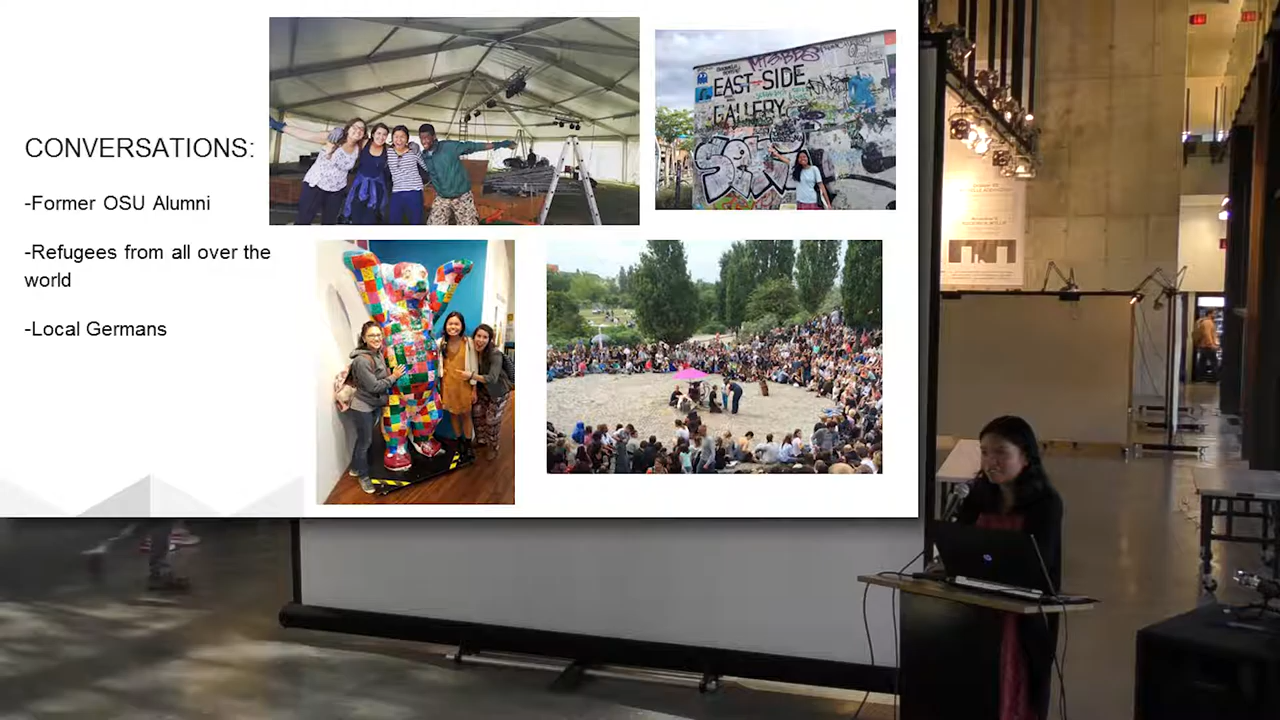 CONVERSATIONS:
-Former OSU Alumni
-Refugees from all over the
world
-Local Germans
EAST-SIDE
GALLERY